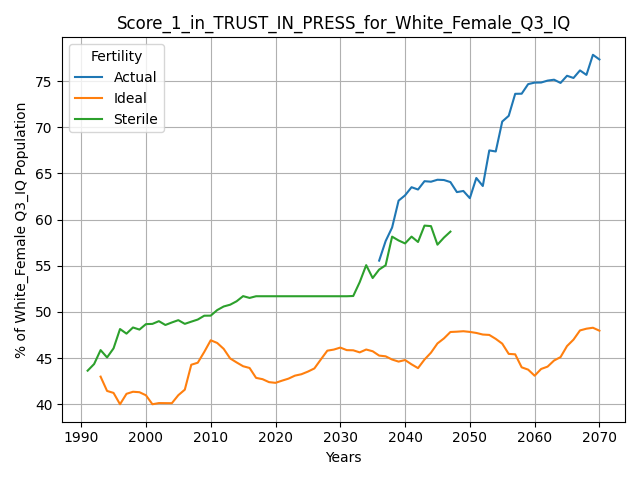 Score_1_in_TRUST_IN_PRESS_for_White_Female_Q3_IQ
Fertility
Actual
Ideal
Sterile
% of White_Female Q3_IQ Population
75
70
65
60
55
50
45
40
1990 2000 2010 2020 2030 2040 2050 2060 2070
Years